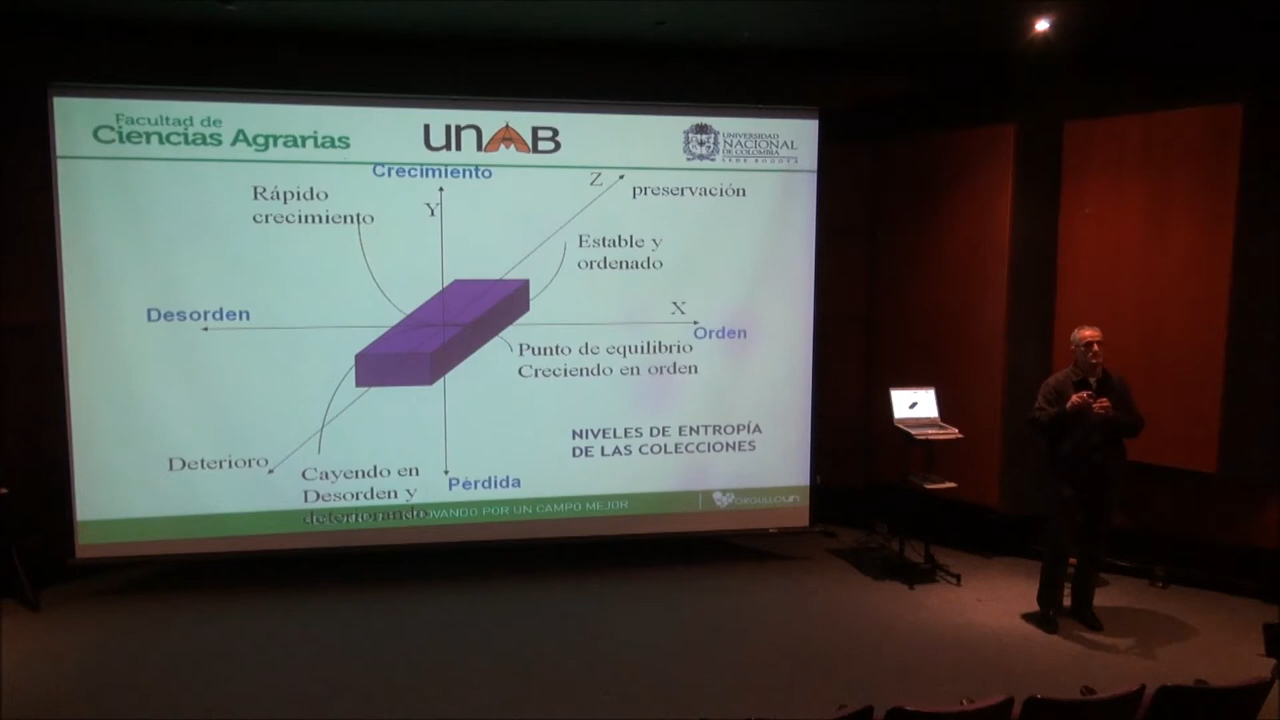 Facultad de
Ciencias Agrarias
UNAB
UNIVERSIDAD
NACIONAL
DE COLOMBIA
SEDE BOGOTÁ
Crecimiento
Rápido
crecimiento
Y
Z
preservación
Estable y
ordenado
Desorden
X
Orden
Punto de equilibrio
Creciendo en orden
NIVELES DE ENTROPÍA
DE LAS COLECCIONES
Deterioro
Cayendo en
Desorden y
deteriorando
Pérdida
OVANDO POR UN CAMPO MEJOR
ORGULLOUN